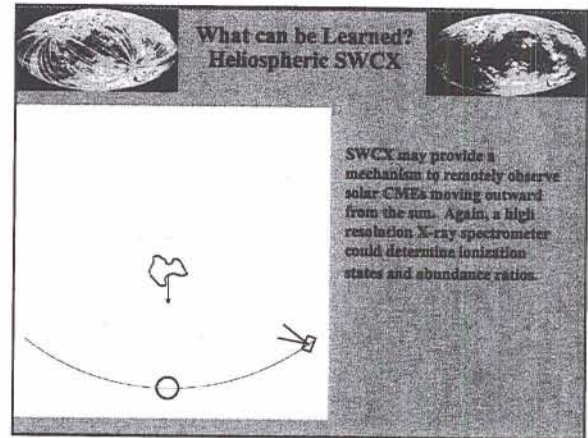 What can be Learned?
Heliospheric SWCX
SWCX may provide a
mechanism to remotely observe
solar CMEs moving outward
from the sun. Again, a high
resolution X-ray spectrometer
could determine ionization
states and abundance ratios.